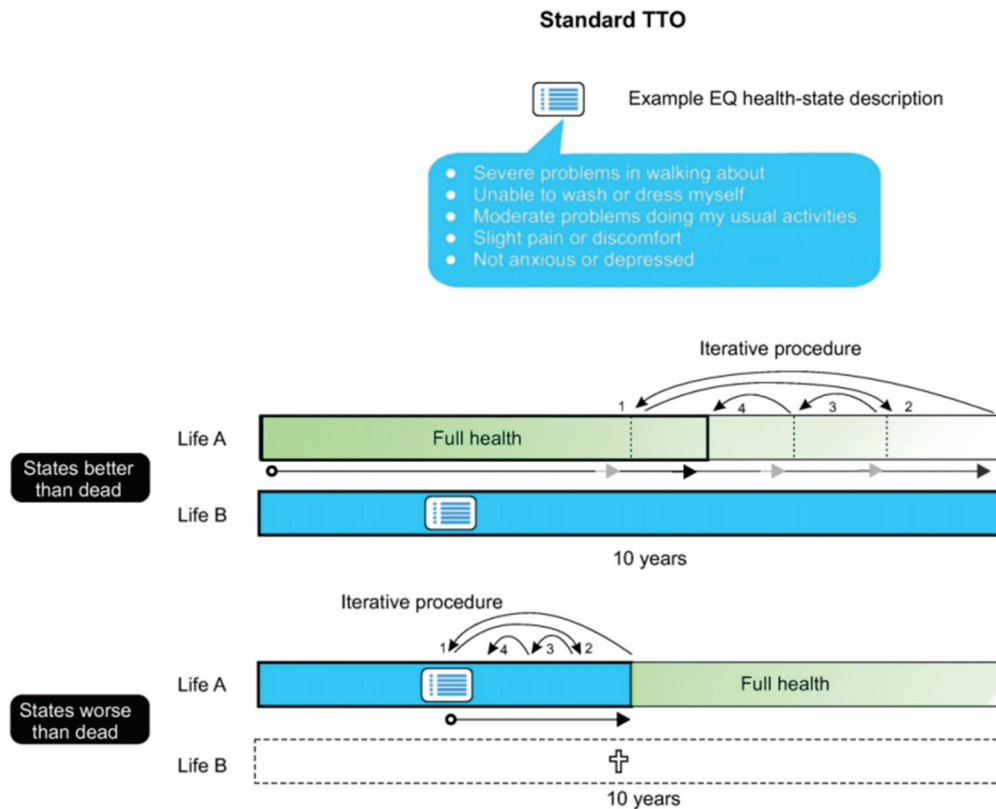 Standard TTO
Example EQ health-state description
● Severe problems in walking about
● Unable to wash or dress myself
● Moderate problems doing my usual activities
● Slight pain or discomfort
● Not anxious or depressed
Iterative procedure
1 4 3 2
Life A Full health
States better
than dead
Life B
10 years
Iterative procedure
1 4 3 2
Life A Full health
States worse
than dead
Life B
10 years